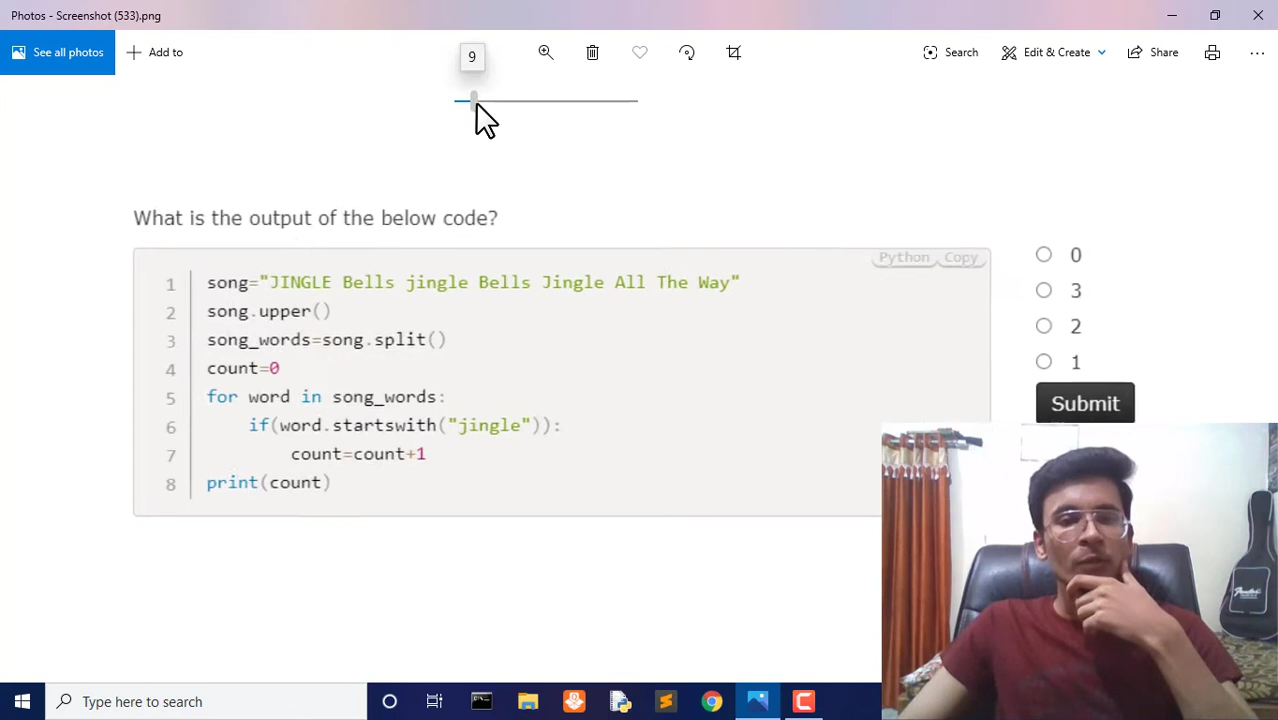 Photos - Screenshot (533).png
See all photos
Add to
Search
Edit & Create
Share
9
What is the output of the below code?
Python Copy
1 song="JINGLE Bells jingle Bells Jingle All The Way"
2 song.upper()
3 song_words=song.split()
4 count=0
5 for word in song_words:
6 if(word.startswith("jingle")):
7 count=count+1
8 print(count)
0
3
2
1
Submit
Fender
Type here to search